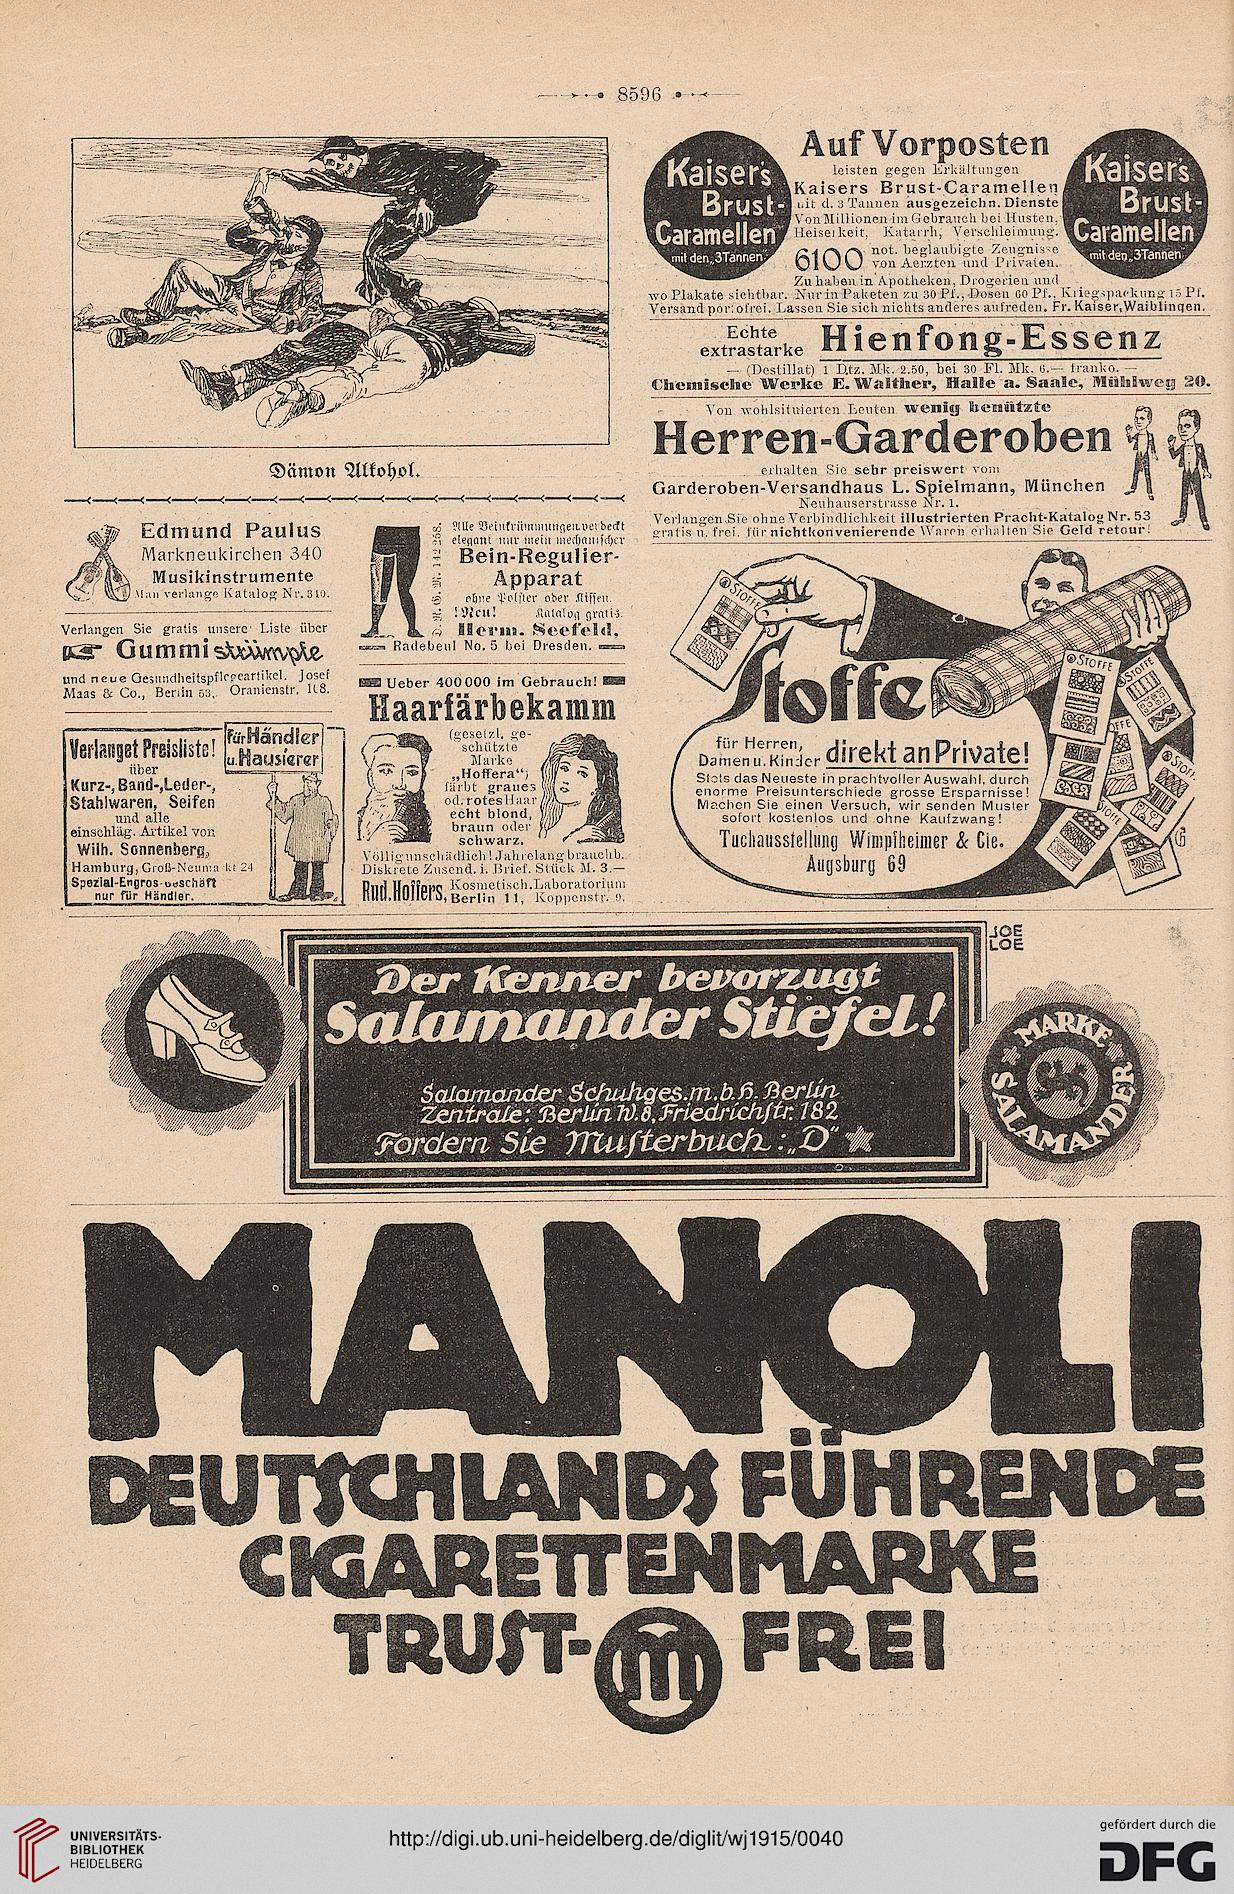 8596
Dämon Alkohol.
Edmund Paulus
Markneukirchen 340
Musikinstrumente
Man verlange Katalog Nr. 340.
Verlangen Sie gratis unsere Liste über
Gummistrümpfe
und neue Gesundheitspflegeartikel. Josef
Maas & Co., Berlin 53, Oranienstr. 108.
Verlanget Preisliste!
Für Händler
u. Hausierer
über
Kurz-, Band-, Leder-,
Stahlwaren, Seifen
und alle
einschläg. Artikel von
Wilh. Sonnenberg,
Hamburg, Groß-Neumarkt 24
Spezial-Engros-Geschäft
nur für Händler.
Alle Beinkrümmungen verdeckt
elegant nur mein mechanischer
Bein-Regulier-
Apparat
ohne Polster oder Kissen.
!Neu! Katalog gratis.
Herm. Seefeld,
Radebeul No. 5 bei Dresden.
D. R. G. M. 142 268.
Ueber 400000 im Gebrauch!
Haarfärbekamm
(gesetzl. ge-
schützte
Marke
„Hoffera“)
färbt graues
od. rotes Haar
echt blond,
braun oder
schwarz.
Völlig unschädlich! Jahrelang brauchb.
Diskrete Zusend. i. Brief. Stück M. 3.—
Rud. Hoffers, Kosmetisch. Laboratorium
Berlin 11, Koppenstr. 9.
Kaiser's
Brust-
Caramellen
mit den „3 Tannen“
Auf Vorposten
leisten gegen Erkältungen
Kaisers Brust-Caramellen
mit d. 3 Tannen ausgezeichn. Dienste
Von Millionen im Gebrauch bei Husten,
Heiserkeit, Katarrh, Verschleimung.
6100 not. beglaubigte Zeugnisse
von Aerzten und Privaten.
Zu haben in Apotheken, Drogerien und
wo Plakate sichtbar. Nur in Paketen zu 30 Pf., Dosen 60 Pf., Kriegspackung 15 Pf.
Versand portofrei. Lassen Sie sich nichts anderes aufreden. Fr. Kaiser, Waiblingen.
Kaiser's
Brust-
Caramellen
mit den „3 Tannen“
Echte
extrastarke Hienfong-Essenz
— (Destillat) 1 Dtz. Mk. 2.50, bei 30 Fl. Mk. 6.— franko. —
Chemische Werke E. Walther, Halle a. Saale, Mühlweg 20.
Von wohlsituierten Leuten wenig benützte
Herren-Garderoben
erhalten Sie sehr preiswert vom
Garderoben-Versandhaus L. Spielmann, München
Neuhauserstrasse Nr. 1.
Verlangen Sie ohne Verbindlichkeit illustrierten Pracht-Katalog Nr. 53
gratis u. frei. Für nichtkonvenierende Waren erhalten Sie Geld retour!
STOFFE
Stoffe
STOFFE
STOFFE
für Herren,
Damen u. Kinder direkt an Private!
Stets das Neueste in prachtvoller Auswahl, durch
enorme Preisunterschiede grosse Ersparnisse!
Machen Sie einen Versuch, wir senden Muster
sofort kostenlos und ohne Kaufzwang!
Tuchausstellung Wimpfheimer & Cie.
Augsburg 69
JOE
LOE
Der Kenner bevorzugt
Salamander Stiefel!
Salamander Schuhges. m. b. H. Berlin
Zentrale: Berlin W. 8, Friedrichstr. 182
Fordern Sie Musterbuch: „D“
MARKE
SALAMANDER
MANOLI
DEUTSCHLANDS FÜHRENDE
CIGARETTENMARKE
TRUST-M FREI
UNIVERSITÄTS-
BIBLIOTHEK
HEIDELBERG
http://digi.ub.uni-heidelberg.de/diglit/wj1915/0040
gefördert durch die
DFG